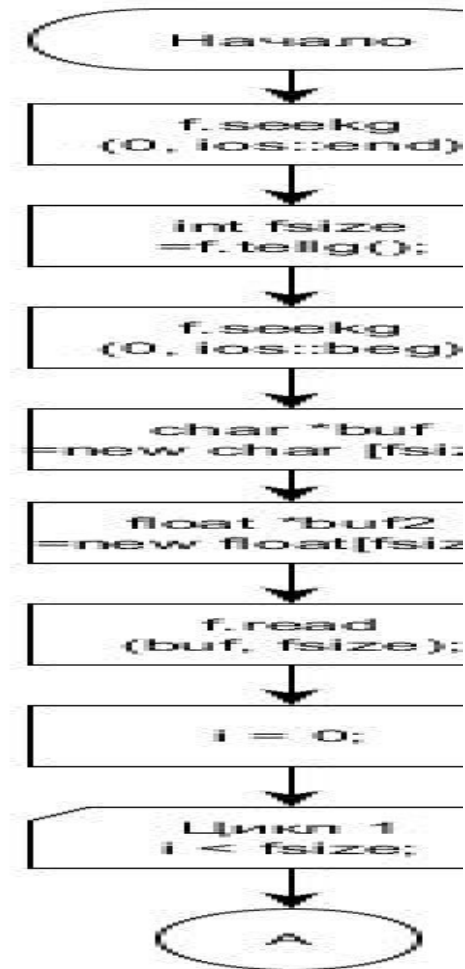 Начало
f.seekg
(0, ios::end)
int fsize
=f.tellg();
f.seekg
(0, ios::beg)
char *buf
=new char [fsiz
float *buf2
=new float[fsiz
f.read
(buf, fsize );
i = 0;
Цикл 1
i < fsize;
A